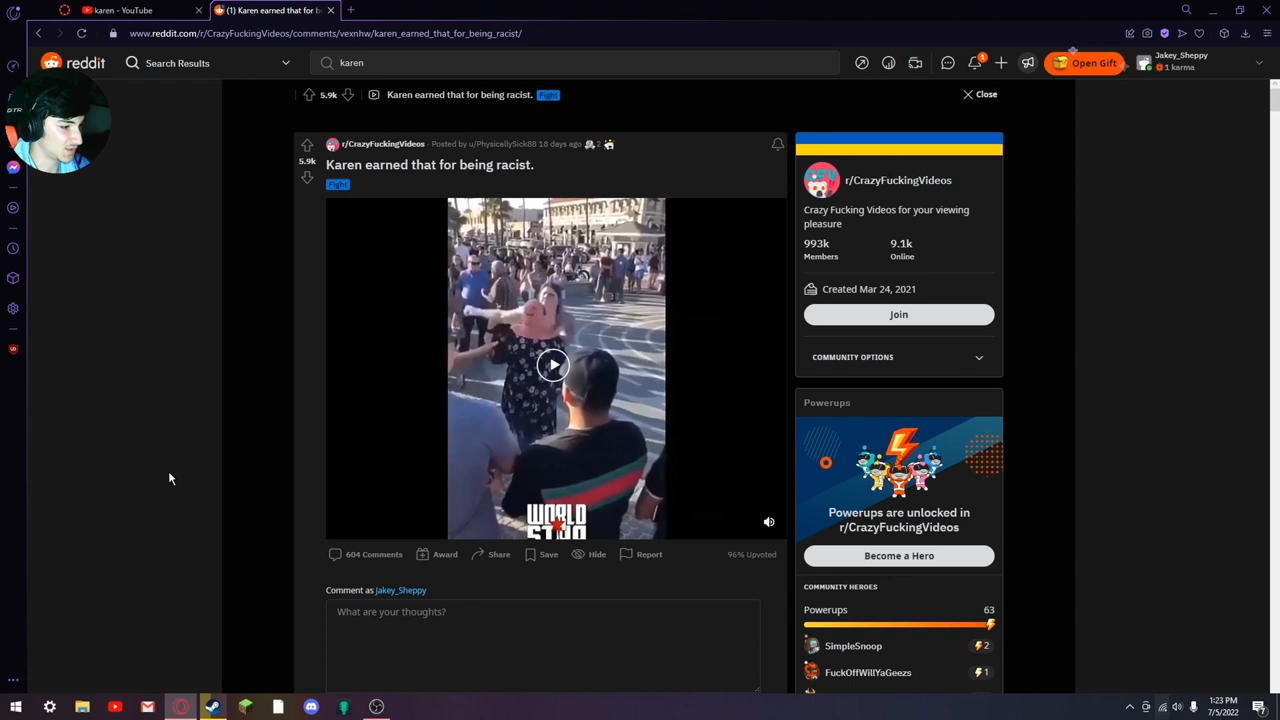 karen - YouTube
(1) Karen earned that for be
www.reddit.com/r/CrazyFuckingVideos/comments/vexnhw/karen_earned_that_for_being_racist/
reddit
Search Results
karen
1
Open Gift
Jakey_Sheppy
1 karma
5.9k
Karen earned that for being racist.
Fight
Close
r/CrazyFuckingVideos · Posted by u/PhysicallySick88 18 days ago 2
5.9k
Karen earned that for being racist.
Fight
WORLD
STAR
604 Comments
Award
Share
Save
Hide
Report
96% Upvoted
Comment as Jakey_Sheppy
What are your thoughts?
r/CrazyFuckingVideos
Crazy Fucking Videos for your viewing
pleasure
993k
9.1k
Members
Online
Created Mar 24, 2021
Join
COMMUNITY OPTIONS
Powerups
Powerups are unlocked in
r/CrazyFuckingVideos
Become a Hero
COMMUNITY HEROES
Powerups
63
SimpleSnoop
2
FuckOffWillYaGeezs
1
1:23 PM
7/5/2022